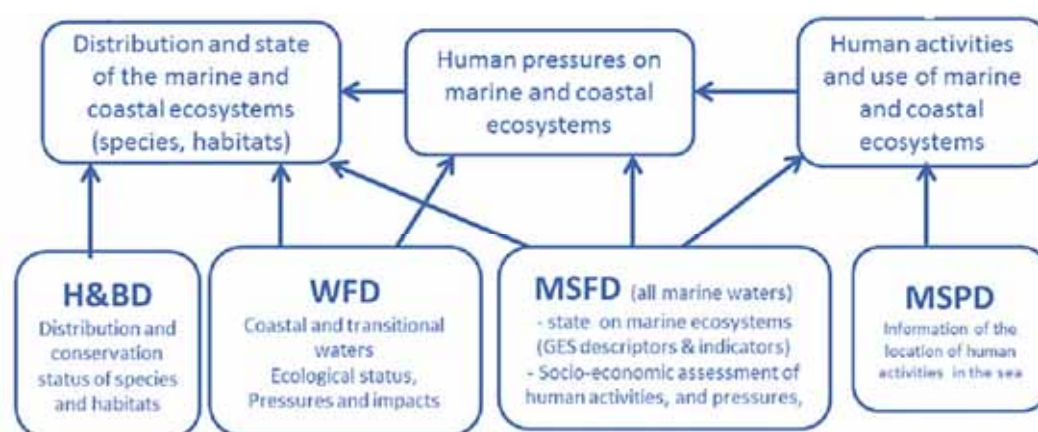 Distribution and state
of the marine and
coastal ecosystems
(species, habitats)
Human pressures on
marine and coastal
ecosystems
Human activities
and use of marine
and coastal
ecosystems
H&BD
Distribution and
conservation
status of species
and habitats
WFD
Coastal and transitional
waters
Ecological status,
Pressures and impacts
MSFD (all marine waters)
- state on marine ecosystems
(GES descriptors & indicators)
- Socio-economic assessment of
human activities, and pressures,
MSPD
Information of the
location of human
activities in the sea